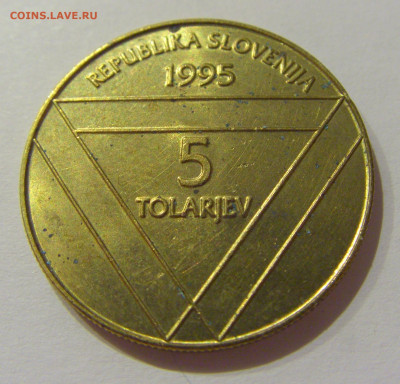 COINS.LAVE.RU
REPUBLIKA SLOVENIJA
1995
5
TOLARJEV